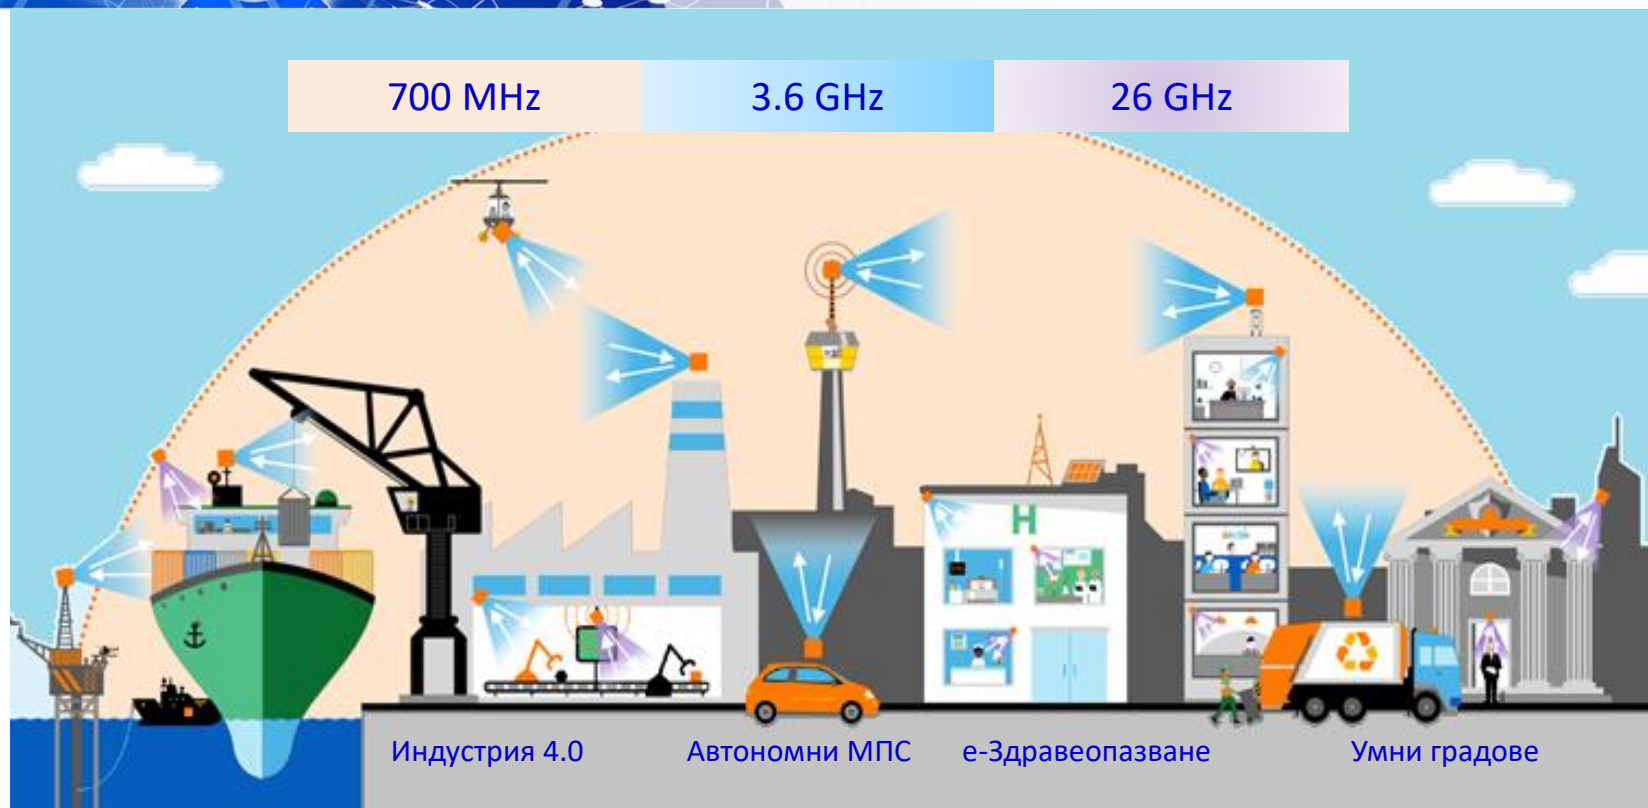 700 MHz
3.6 GHz
26 GHz
H
Индустрия 4.0
Автономни МПС
е-Здравеопазване
Умни градове